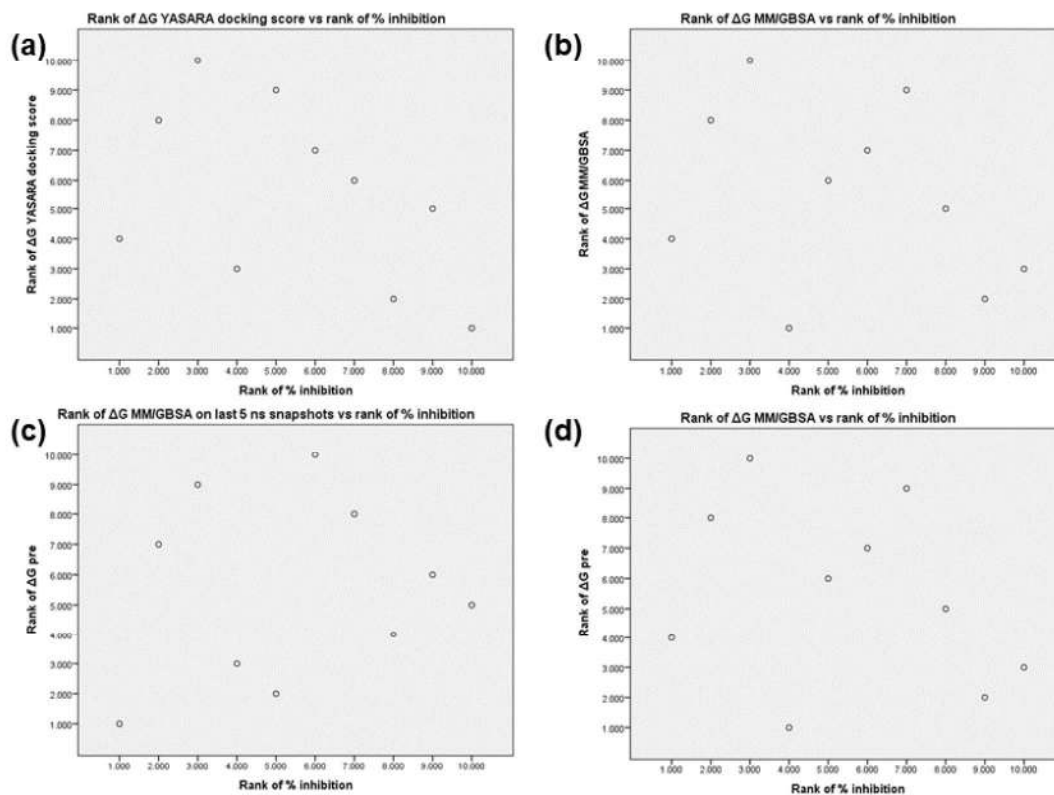 (a)
Rank of ΔG YASARA docking score vs rank of % inhibition
Rank of ΔG YASARA docking score
10.000
9.000
8.000
7.000
6.000
5.000
4.000
3.000
2.000
1.000
1.000 2.000 3.000 4.000 5.000 6.000 7.000 8.000 9.000 10.000
Rank of % inhibition
(b)
Rank of ΔG MM/GBSA vs rank of % inhibition
Rank of ΔGMM/GBSA
10.000
9.000
8.000
7.000
6.000
5.000
4.000
3.000
2.000
1.000
1.000 2.000 3.000 4.000 5.000 6.000 7.000 8.000 9.000 10.000
Rank of % inhibition
(c)
Rank of ΔG MM/GBSA on last 5 ns snapshots vs rank of % inhibition
Rank of ΔG pre
10.000
9.000
8.000
7.000
6.000
5.000
4.000
3.000
2.000
1.000
1.000 2.000 3.000 4.000 5.000 6.000 7.000 8.000 9.000 10.000
Rank of % inhibition
(d)
Rank of ΔG MM/GBSA vs rank of % inhibition
Rank of ΔG pre
10.000
9.000
8.000
7.000
6.000
5.000
4.000
3.000
2.000
1.000
1.000 2.000 3.000 4.000 5.000 6.000 7.000 8.000 9.000 10.000
Rank of % inhibition